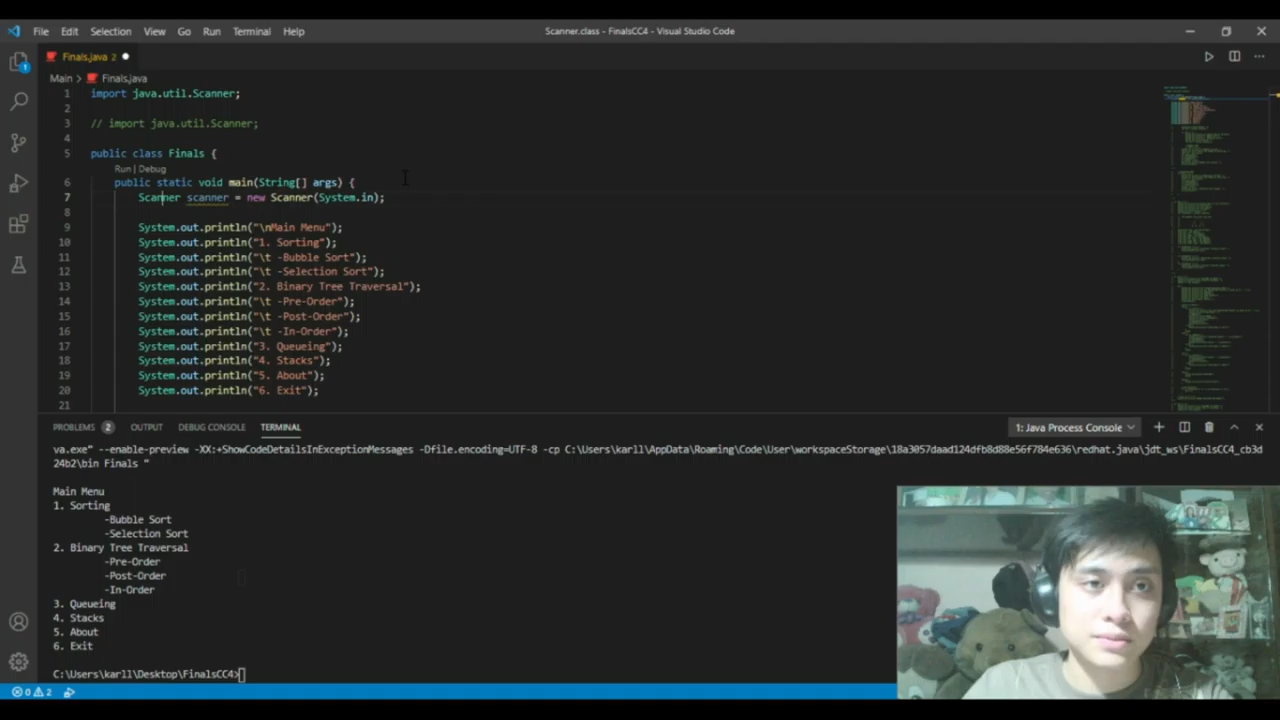 File Edit Selection View Go Run Terminal Help
Scanner.class - FinalsCC4 - Visual Studio Code
Finals.java 2
Main > Finals.java
1 import java.util.Scanner;
2
3 // import java.util.Scanner;
4
5 public class Finals {
Run | Debug
6 public static void main(String[] args) {
7 Scanner scanner = new Scanner(System.in);
8
9 System.out.println("\nMain Menu");
10 System.out.println("1. Sorting");
11 System.out.println("\t -Bubble Sort");
12 System.out.println("\t -Selection Sort");
13 System.out.println("2. Binary Tree Traversal");
14 System.out.println("\t -Pre-Order");
15 System.out.println("\t -Post-Order");
16 System.out.println("\t -In-Order");
17 System.out.println("3. Queueing");
18 System.out.println("4. Stacks");
19 System.out.println("5. About");
20 System.out.println("6. Exit");
21
PROBLEMS 2 OUTPUT DEBUG CONSOLE TERMINAL
1: Java Process Console
va.exe" --enable-preview -XX:+ShowCodeDetailsInExceptionMessages -Dfile.encoding=UTF-8 -cp C:\Users\karll\AppData\Roaming\Code\User\workspaceStorage\18a3057daad124dfb8d88e56f784e636\redhat.java\jdt_ws\FinalsCC4_cb3d
24b2\bin Finals "
Main Menu
1. Sorting
-Bubble Sort
-Selection Sort
2. Binary Tree Traversal
-Pre-Order
-Post-Order
-In-Order
3. Queueing
4. Stacks
5. About
6. Exit
C:\Users\karll\Desktop\FinalsCC4>
0 2
1